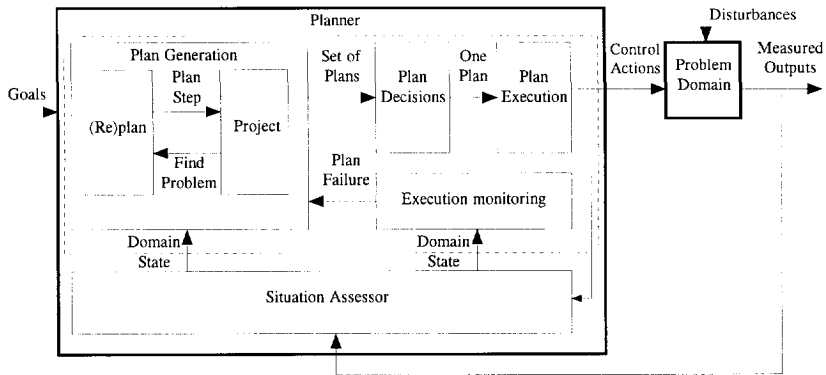 Planner
Disturbances
Plan Generation
Plan
Step
Set of
Plans
One
Plan
Control
Actions
Measured
Outputs
Goals
(Re)plan
Project
Plan
Decisions
Plan
Execution
Problem
Domain
Find
Problem
Plan
Failure
Execution monitoring
Domain
State
Domain
State
Situation Assessor